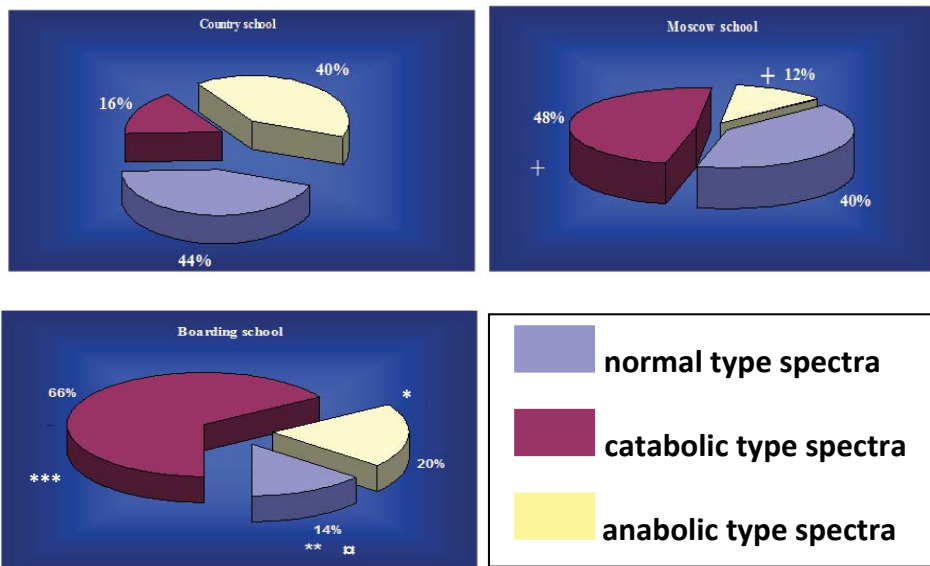 Country school
40%
16%
44%
Moscow school
+ 12%
48%
+
40%
Boarding school
66%
*
20%
***
14%
** ¤
normal type spectra
catabolic type spectra
anabolic type spectra